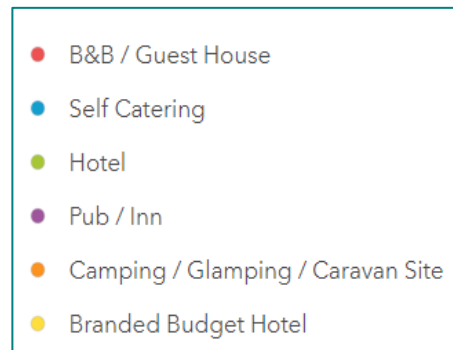 B&B / Guest House
Self Catering
Hotel
Pub / Inn
Camping / Glamping / Caravan Site
Branded Budget Hotel